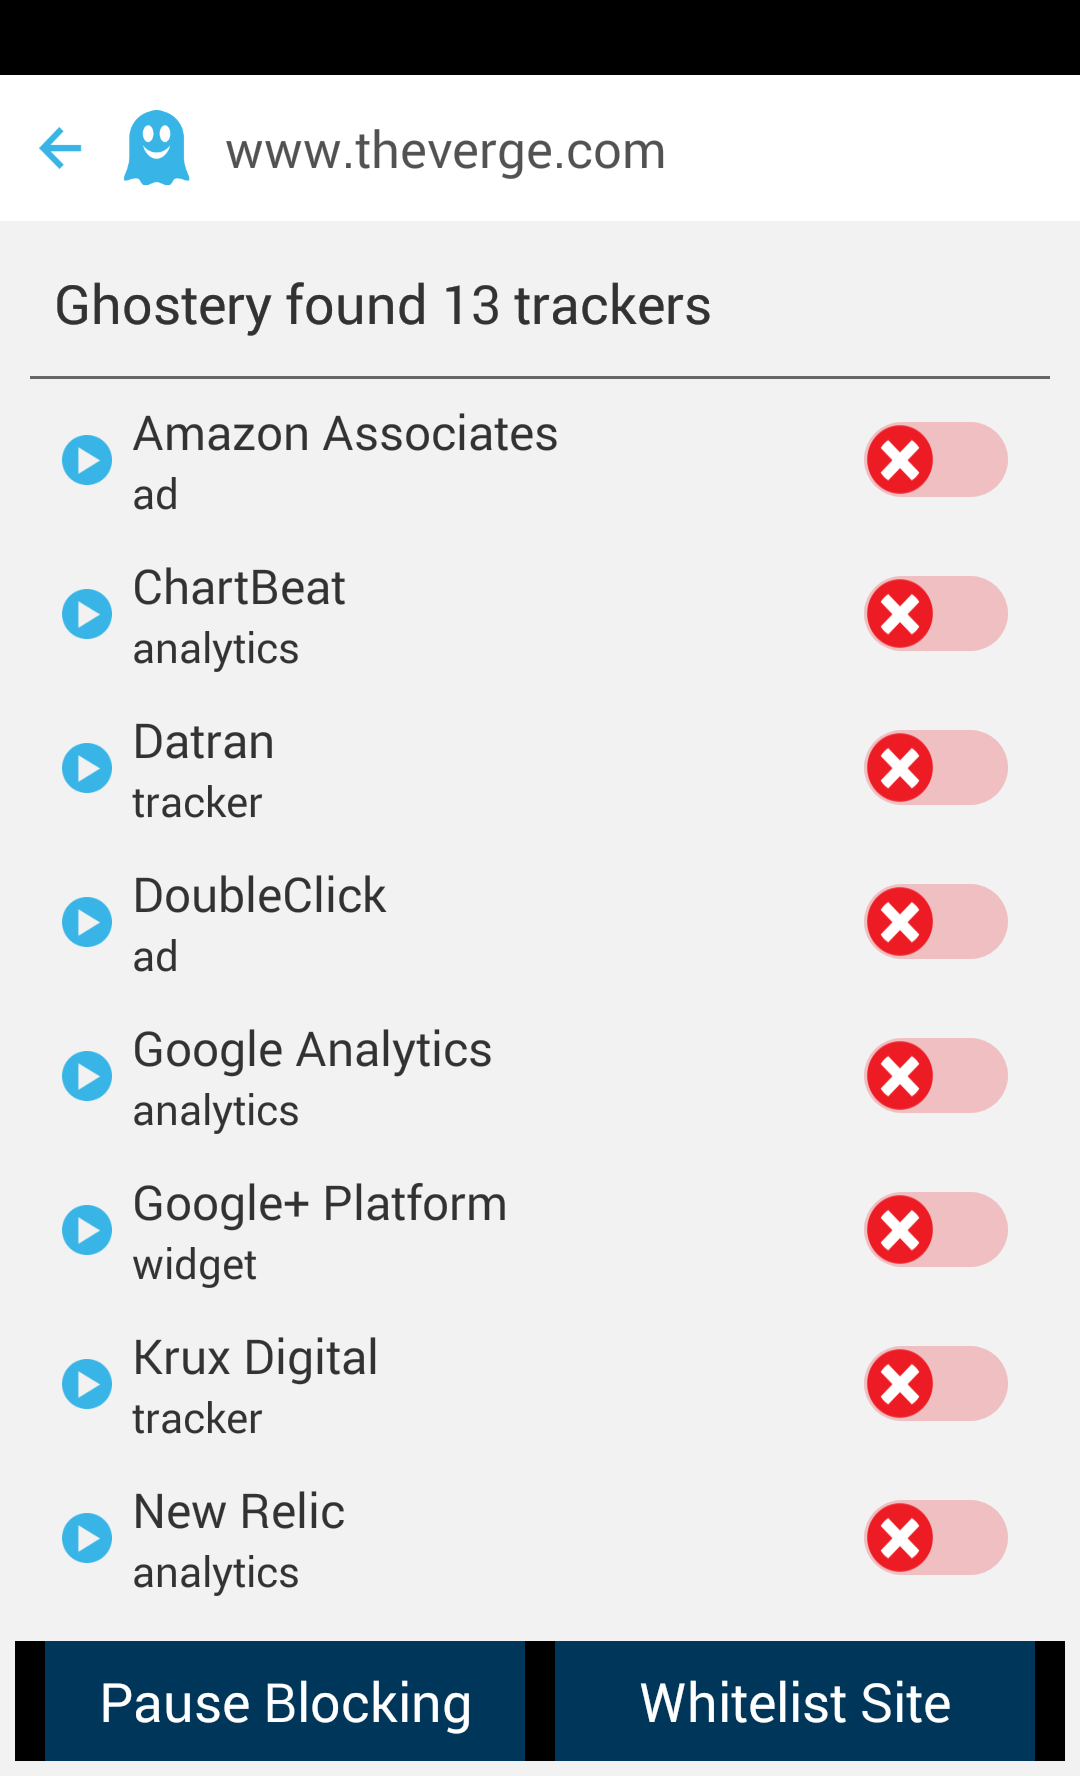 www.theverge.com
Ghostery found 13 trackers
Amazon Associates
ad
ChartBeat
analytics
Datran
tracker
DoubleClick
ad
Google Analytics
analytics
Google+ Platform
widget
Krux Digital
tracker
New Relic
analytics
Pause Blocking
Whitelist Site